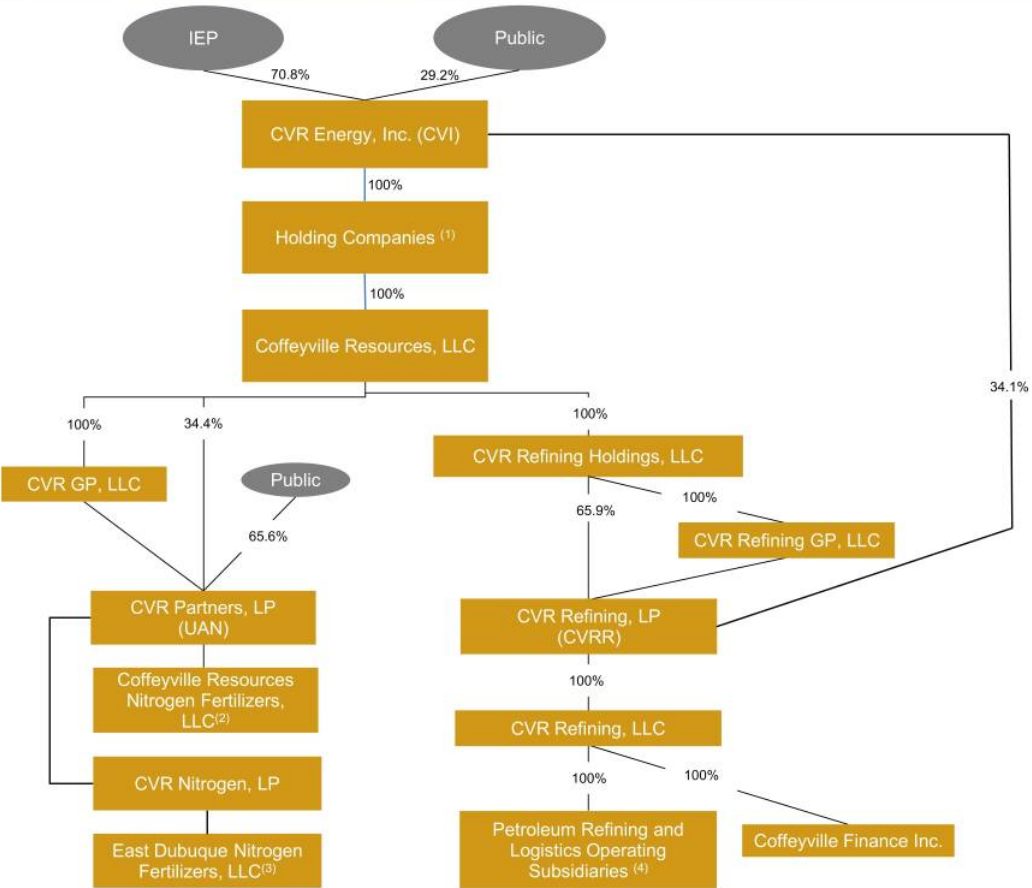 IEP
Public
70.8%
29.2%
CVR Energy, Inc. (CVI)
100%
Holding Companies (1)
100%
Coffeyville Resources, LLC
34.1%
100%
34.4%
100%
CVR Refining Holdings, LLC
CVR GP, LLC
Public
100%
65.9%
65.6%
CVR Refining GP, LLC
CVR Partners, LP
(UAN)
CVR Refining, LP
(CVRR)
Coffeyville Resources
Nitrogen Fertilizers,
LLC(2)
100%
CVR Refining, LLC
CVR Nitrogen, LP
100%
100%
East Dubuque Nitrogen
Fertilizers, LLC(3)
Petroleum Refining and
Logistics Operating
Subsidiaries (4)
Coffeyville Finance Inc.